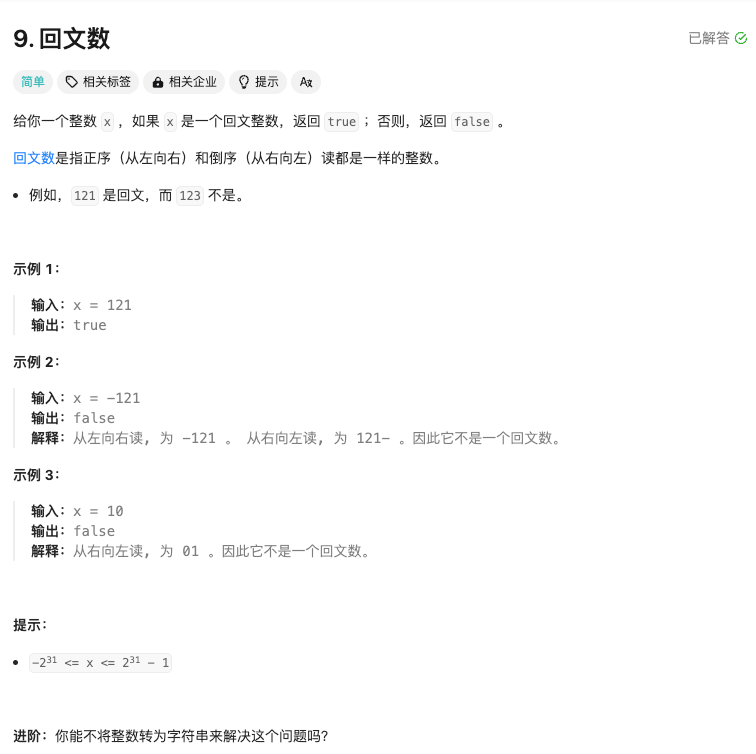 9. 回文数
已解答
简单 相关标签 相关企业 提示
给你一个整数 x ，如果 x 是一个回文整数，返回 true ；否则，返回 false 。
回文数是指正序（从左向右）和倒序（从右向左）读都是一样的整数。
• 例如，121 是回文，而 123 不是。
示例 1：
输入：x = 121
输出：true
示例 2：
输入：x = -121
输出：false
解释：从左向右读, 为 -121 。 从右向左读, 为 121- 。因此它不是一个回文数。
示例 3：
输入：x = 10
输出：false
解释：从右向左读, 为 01 。因此它不是一个回文数。
提示：
• -2³¹ <= x <= 2³¹ - 1
进阶：你能不将整数转为字符串来解决这个问题吗？